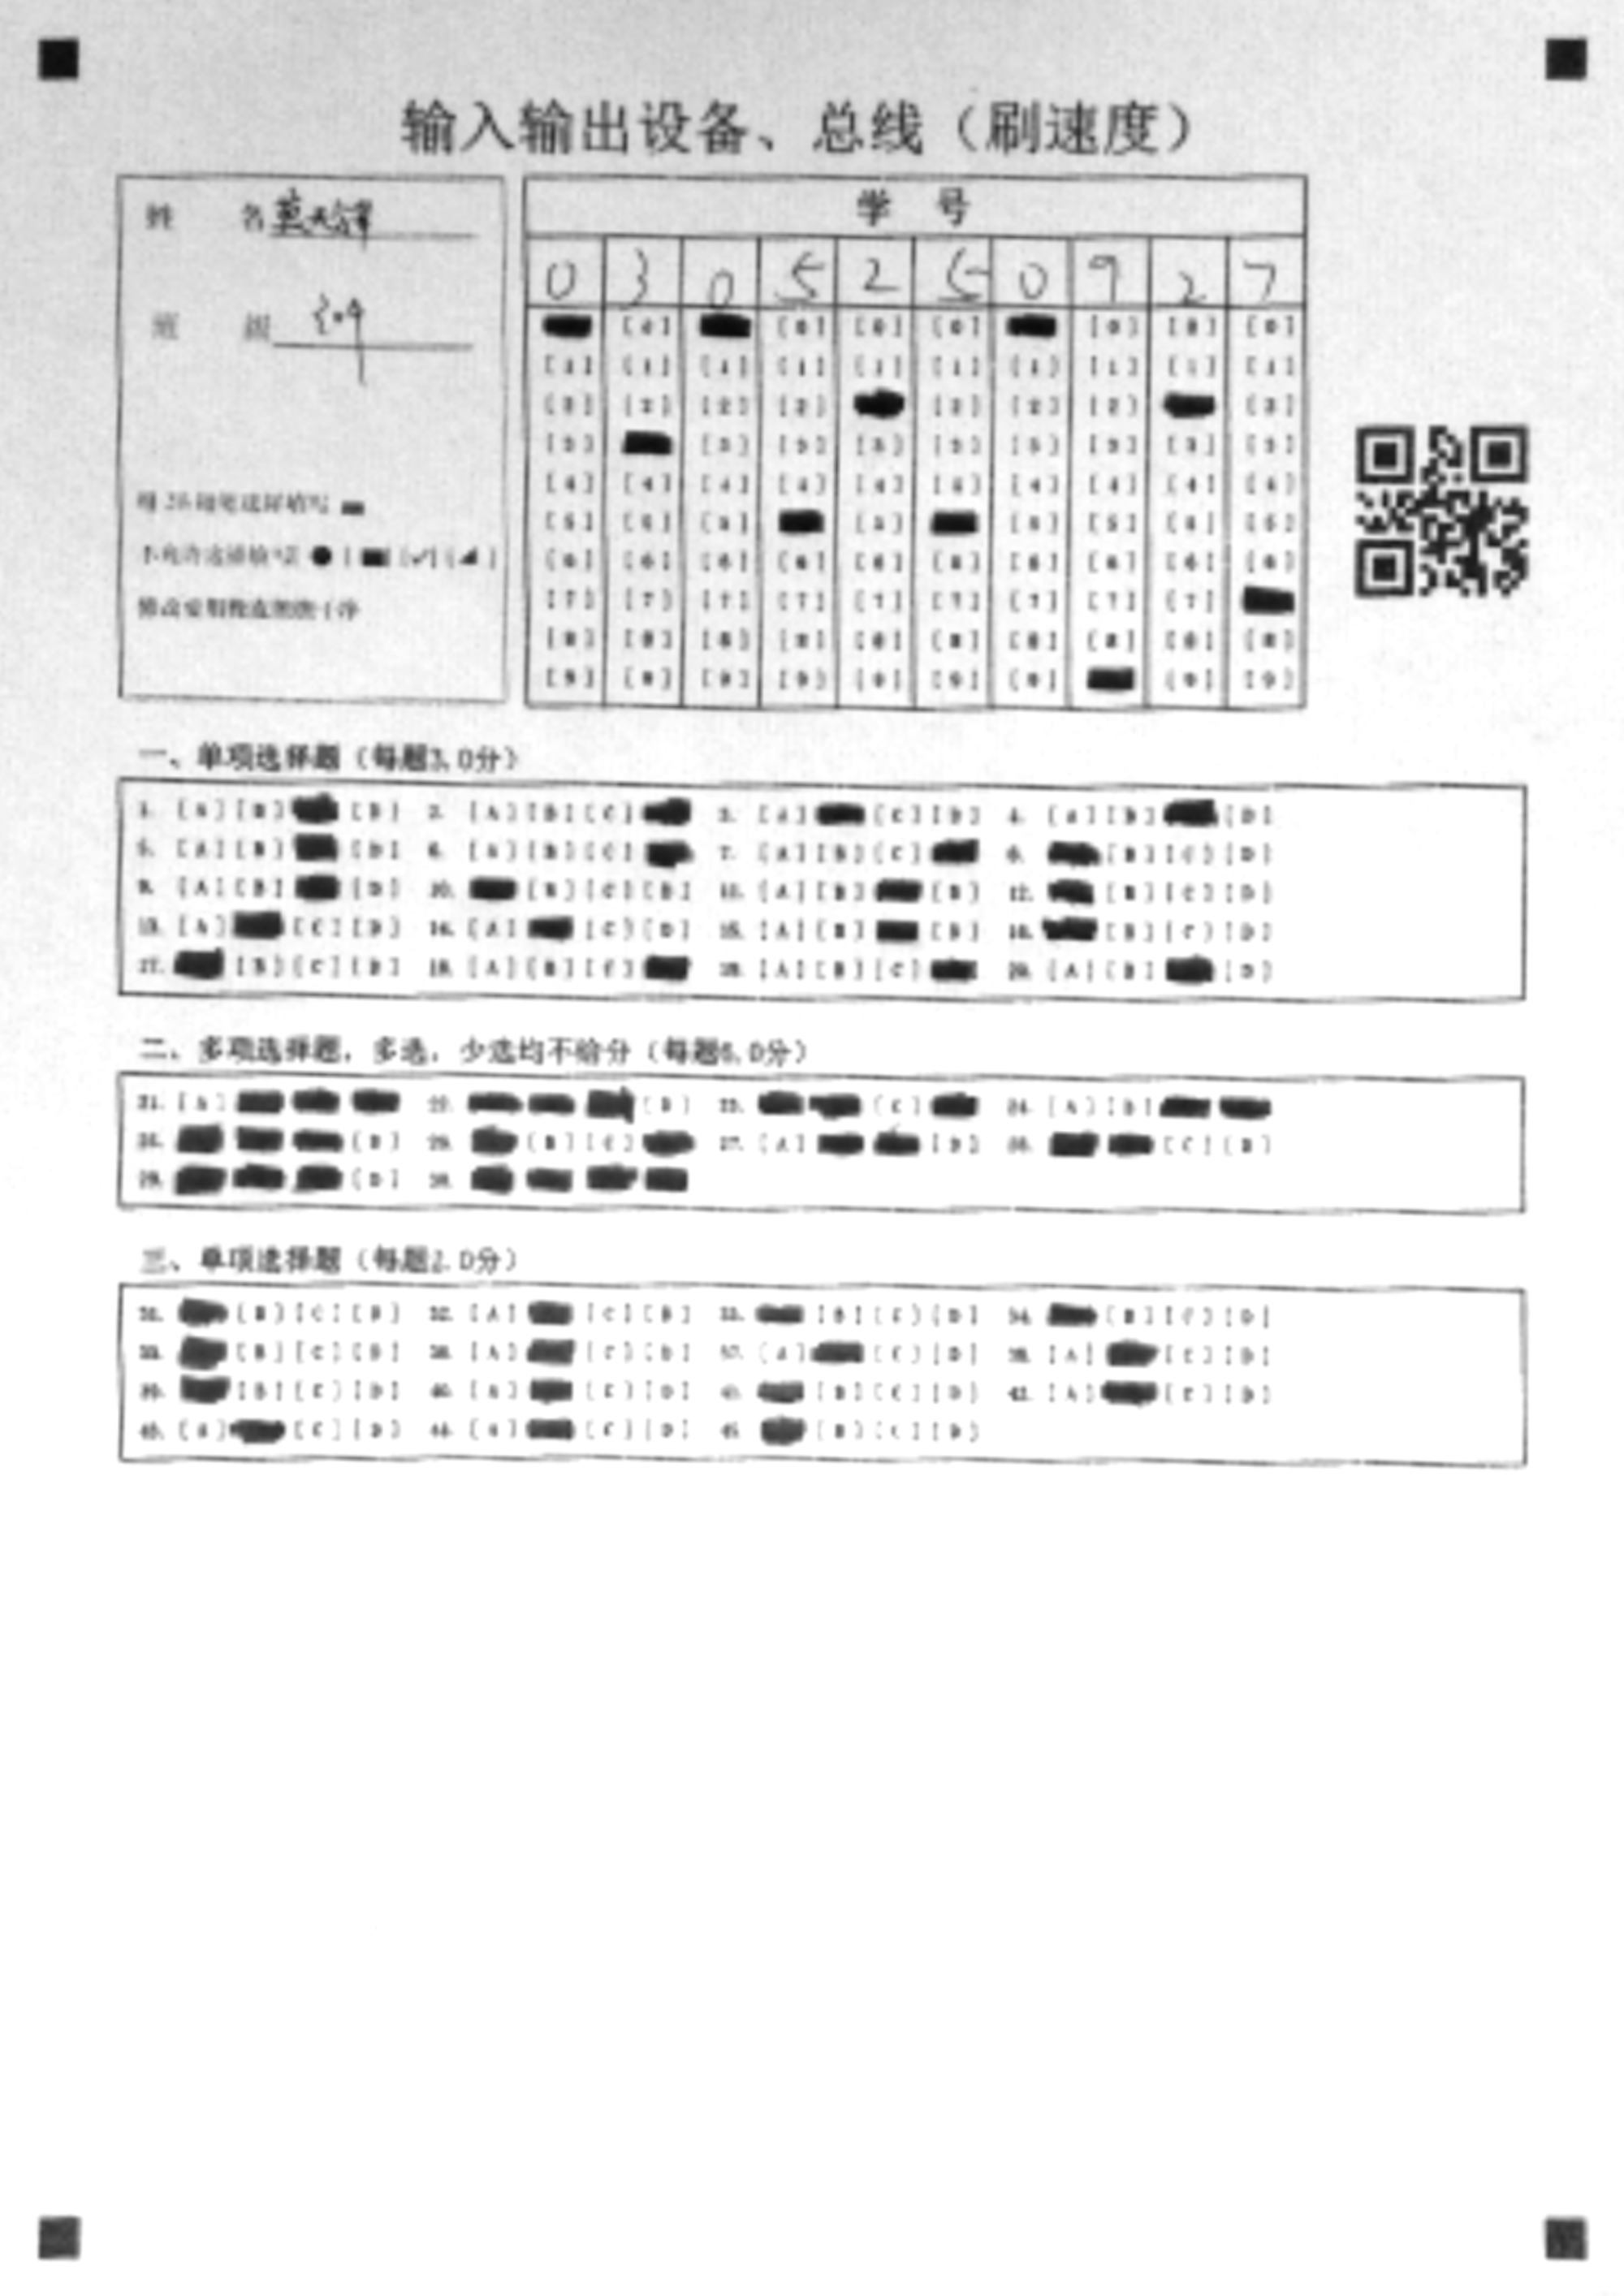 输入输出设备、总线（刷速度）
姓 名
班 级
学 号
0 3 0 5 2 5 0 9 2 7
[0] [0] [0] [0] [0] [0] [0]
[1] [1] [1] [1] [1] [1] [1] [1] [1] [1]
[2] [2] [2] [2] [2] [2] [2] [2]
[3] [3] [3] [3] [3] [3] [3] [3] [3]
[4] [4] [4] [4] [4] [4] [4] [4] [4] [4]
[5] [5] [5] [5] [5] [5] [5] [5]
[6] [6] [6] [6] [6] [6] [6] [6] [6] [6]
[7] [7] [7] [7] [7] [7] [7] [7] [7]
[8] [8] [8] [8] [8] [8] [8] [8] [8] [8]
[9] [9] [9] [9] [9] [9] [9] [9] [9]
一、单项选择题（每题3.0分）
1. [A] [B] [D] 2. [A] [B] [C] 3. [A] [C] [D] 4. [A] [B] [D]
5. [A] [B] [D] 6. [A] [B] [C] 7. [A] [B] [C] 8. [B] [C] [D]
9. [A] [B] [D] 10. [B] [C] [D] 11. [A] [B] [D] 12. [B] [C] [D]
13. [A] [C] [D] 14. [A] [C] [D] 15. [A] [B] [D] 16. [B] [C] [D]
17. [B] [C] [D] 18. [A] [B] [C] 19. [A] [B] [C] 20. [A] [B] [D]
二、多项选择题，多选，少选均不给分（每题6.0分）
21. [A] 22. [D] 23. [C] 24. [A] [B]
25. [D] 26. [B] [C] 27. [A] [D] 28. [C] [D]
29. [D] 30.
三、单项选择题（每题2.0分）
31. [B] [C] [D] 32. [A] [C] [D] 33. [B] [C] [D] 34. [B] [C] [D]
35. [B] [C] [D] 36. [A] [C] [D] 37. [A] [C] [D] 38. [A] [C] [D]
39. [B] [C] [D] 40. [A] [C] [D] 41. [B] [C] [D] 42. [A] [C] [D]
43. [A] [C] [D] 44. [A] [C] [D] 45. [B] [C] [D]